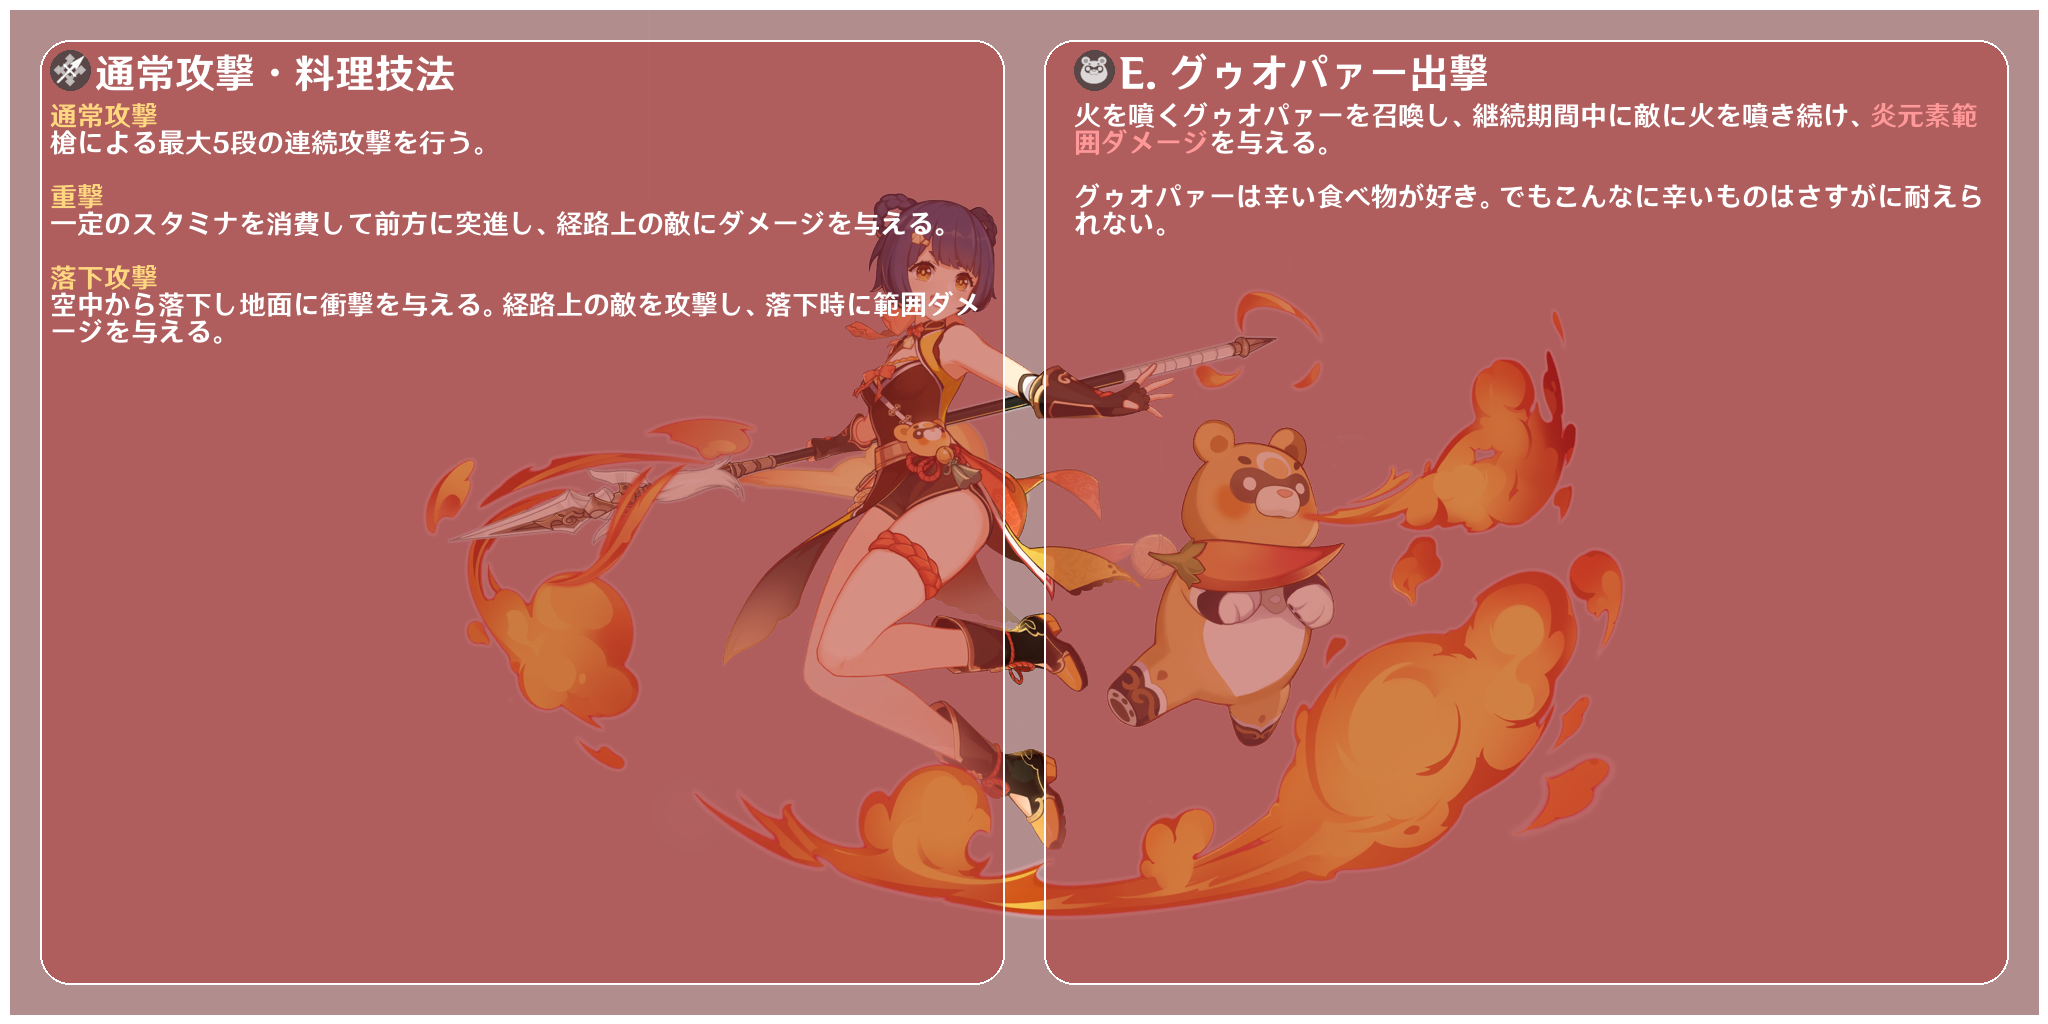 通常攻撃・料理技法
通常攻撃
槍による最大5段の連続攻撃を行う。
重撃
一定のスタミナを消費して前方に突進し、経路上の敵にダメージを与える。
落下攻撃
空中から落下し地面に衝撃を与える。経路上の敵を攻撃し、落下時に範囲ダメ
ージを与える。
E. グゥオパァー出撃
火を噴くグゥオパァーを召喚し、継続期間中に敵に火を噴き続け、炎元素範
囲ダメージを与える。
グゥオパァーは辛い食べ物が好き。でもこんなに辛いものはさすがに耐えら
れない。